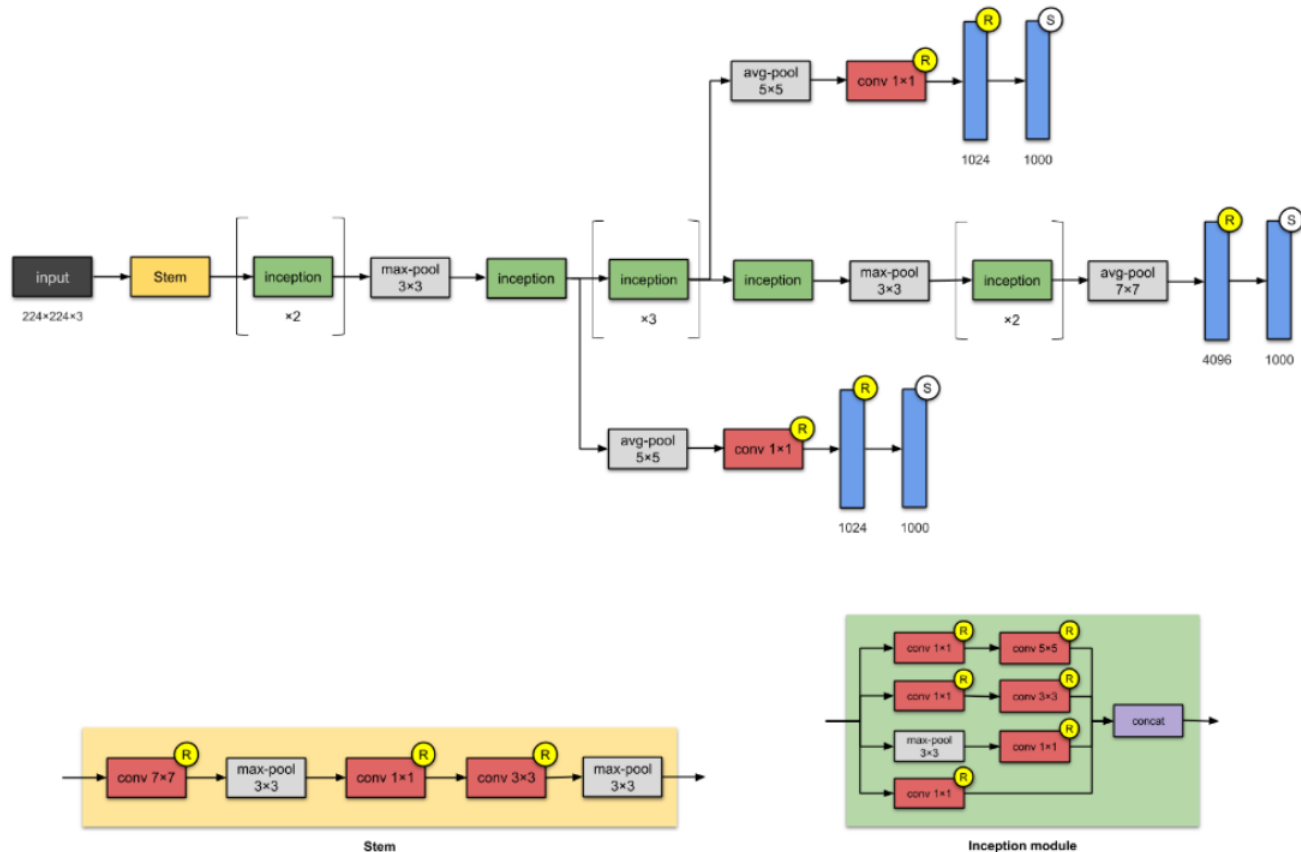 R
S
avg-pool
5×5
conv 1×1
R
1024
1000
input
224×224×3
Stem
inception
×2
max-pool
3×3
inception
inception
×3
inception
max-pool
3×3
inception
×2
avg-pool
7×7
R
S
4096
1000
avg-pool
5×5
conv 1×1
R
R
S
1024
1000
conv 7×7
R
max-pool
3×3
conv 1×1
R
conv 3×3
R
max-pool
3×3
Stem
conv 1×1
R
conv 5×5
R
conv 1×1
R
conv 3×3
R
max-pool
3×3
conv 1×1
R
conv 1×1
R
concat
Inception module